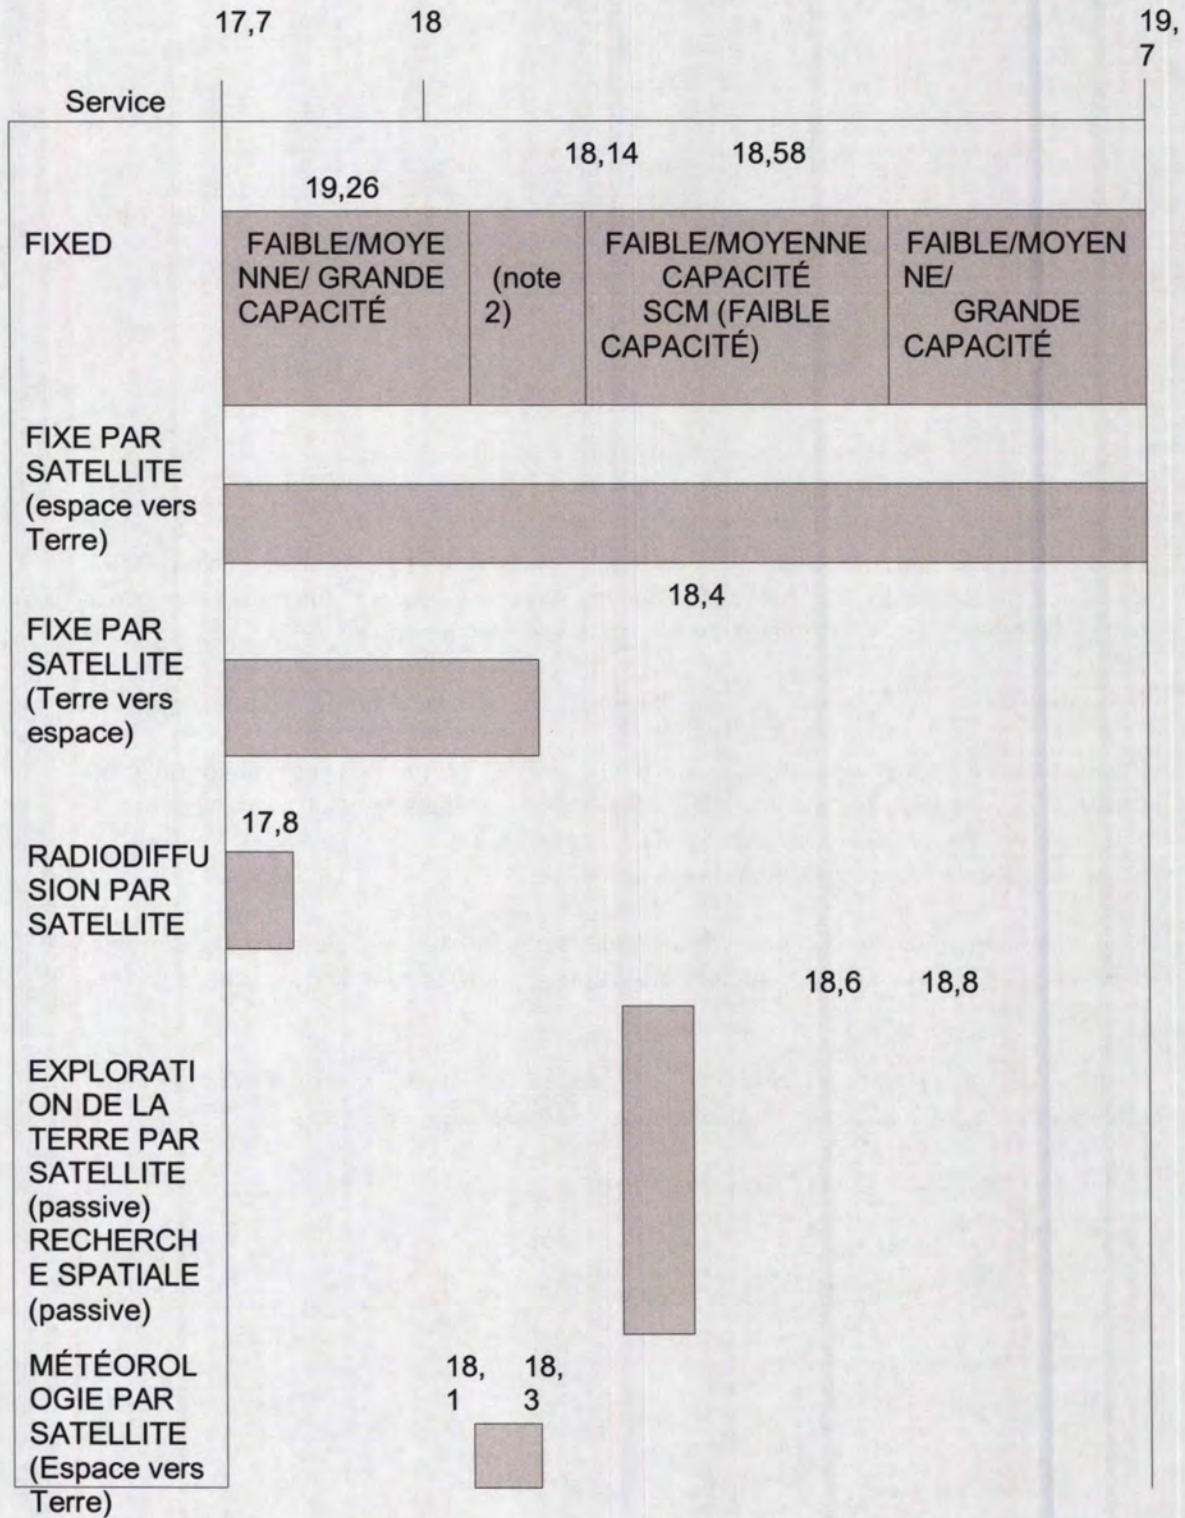 17,7 18 19,
7
Service
18,14 18,58
19,26
FIXED
FAIBLE/MOYE
NNE/ GRANDE
CAPACITÉ
(note
2)
FAIBLE/MOYENNE
CAPACITÉ
SCM (FAIBLE
CAPACITÉ)
FAIBLE/MOYEN
NE/
GRANDE
CAPACITÉ
FIXE PAR
SATELLITE
(espace vers
Terre)
18,4
FIXE PAR
SATELLITE
(Terre vers
espace)
17,8
RADIODIFFU
SION PAR
SATELLITE
18,6 18,8
EXPLORATI
ON DE LA
TERRE PAR
SATELLITE
(passive)
RECHERCH
E SPATIALE
(passive)
MÉTÉOROL
OGIE PAR
SATELLITE
(Espace vers
Terre)
18,
1
18,
3